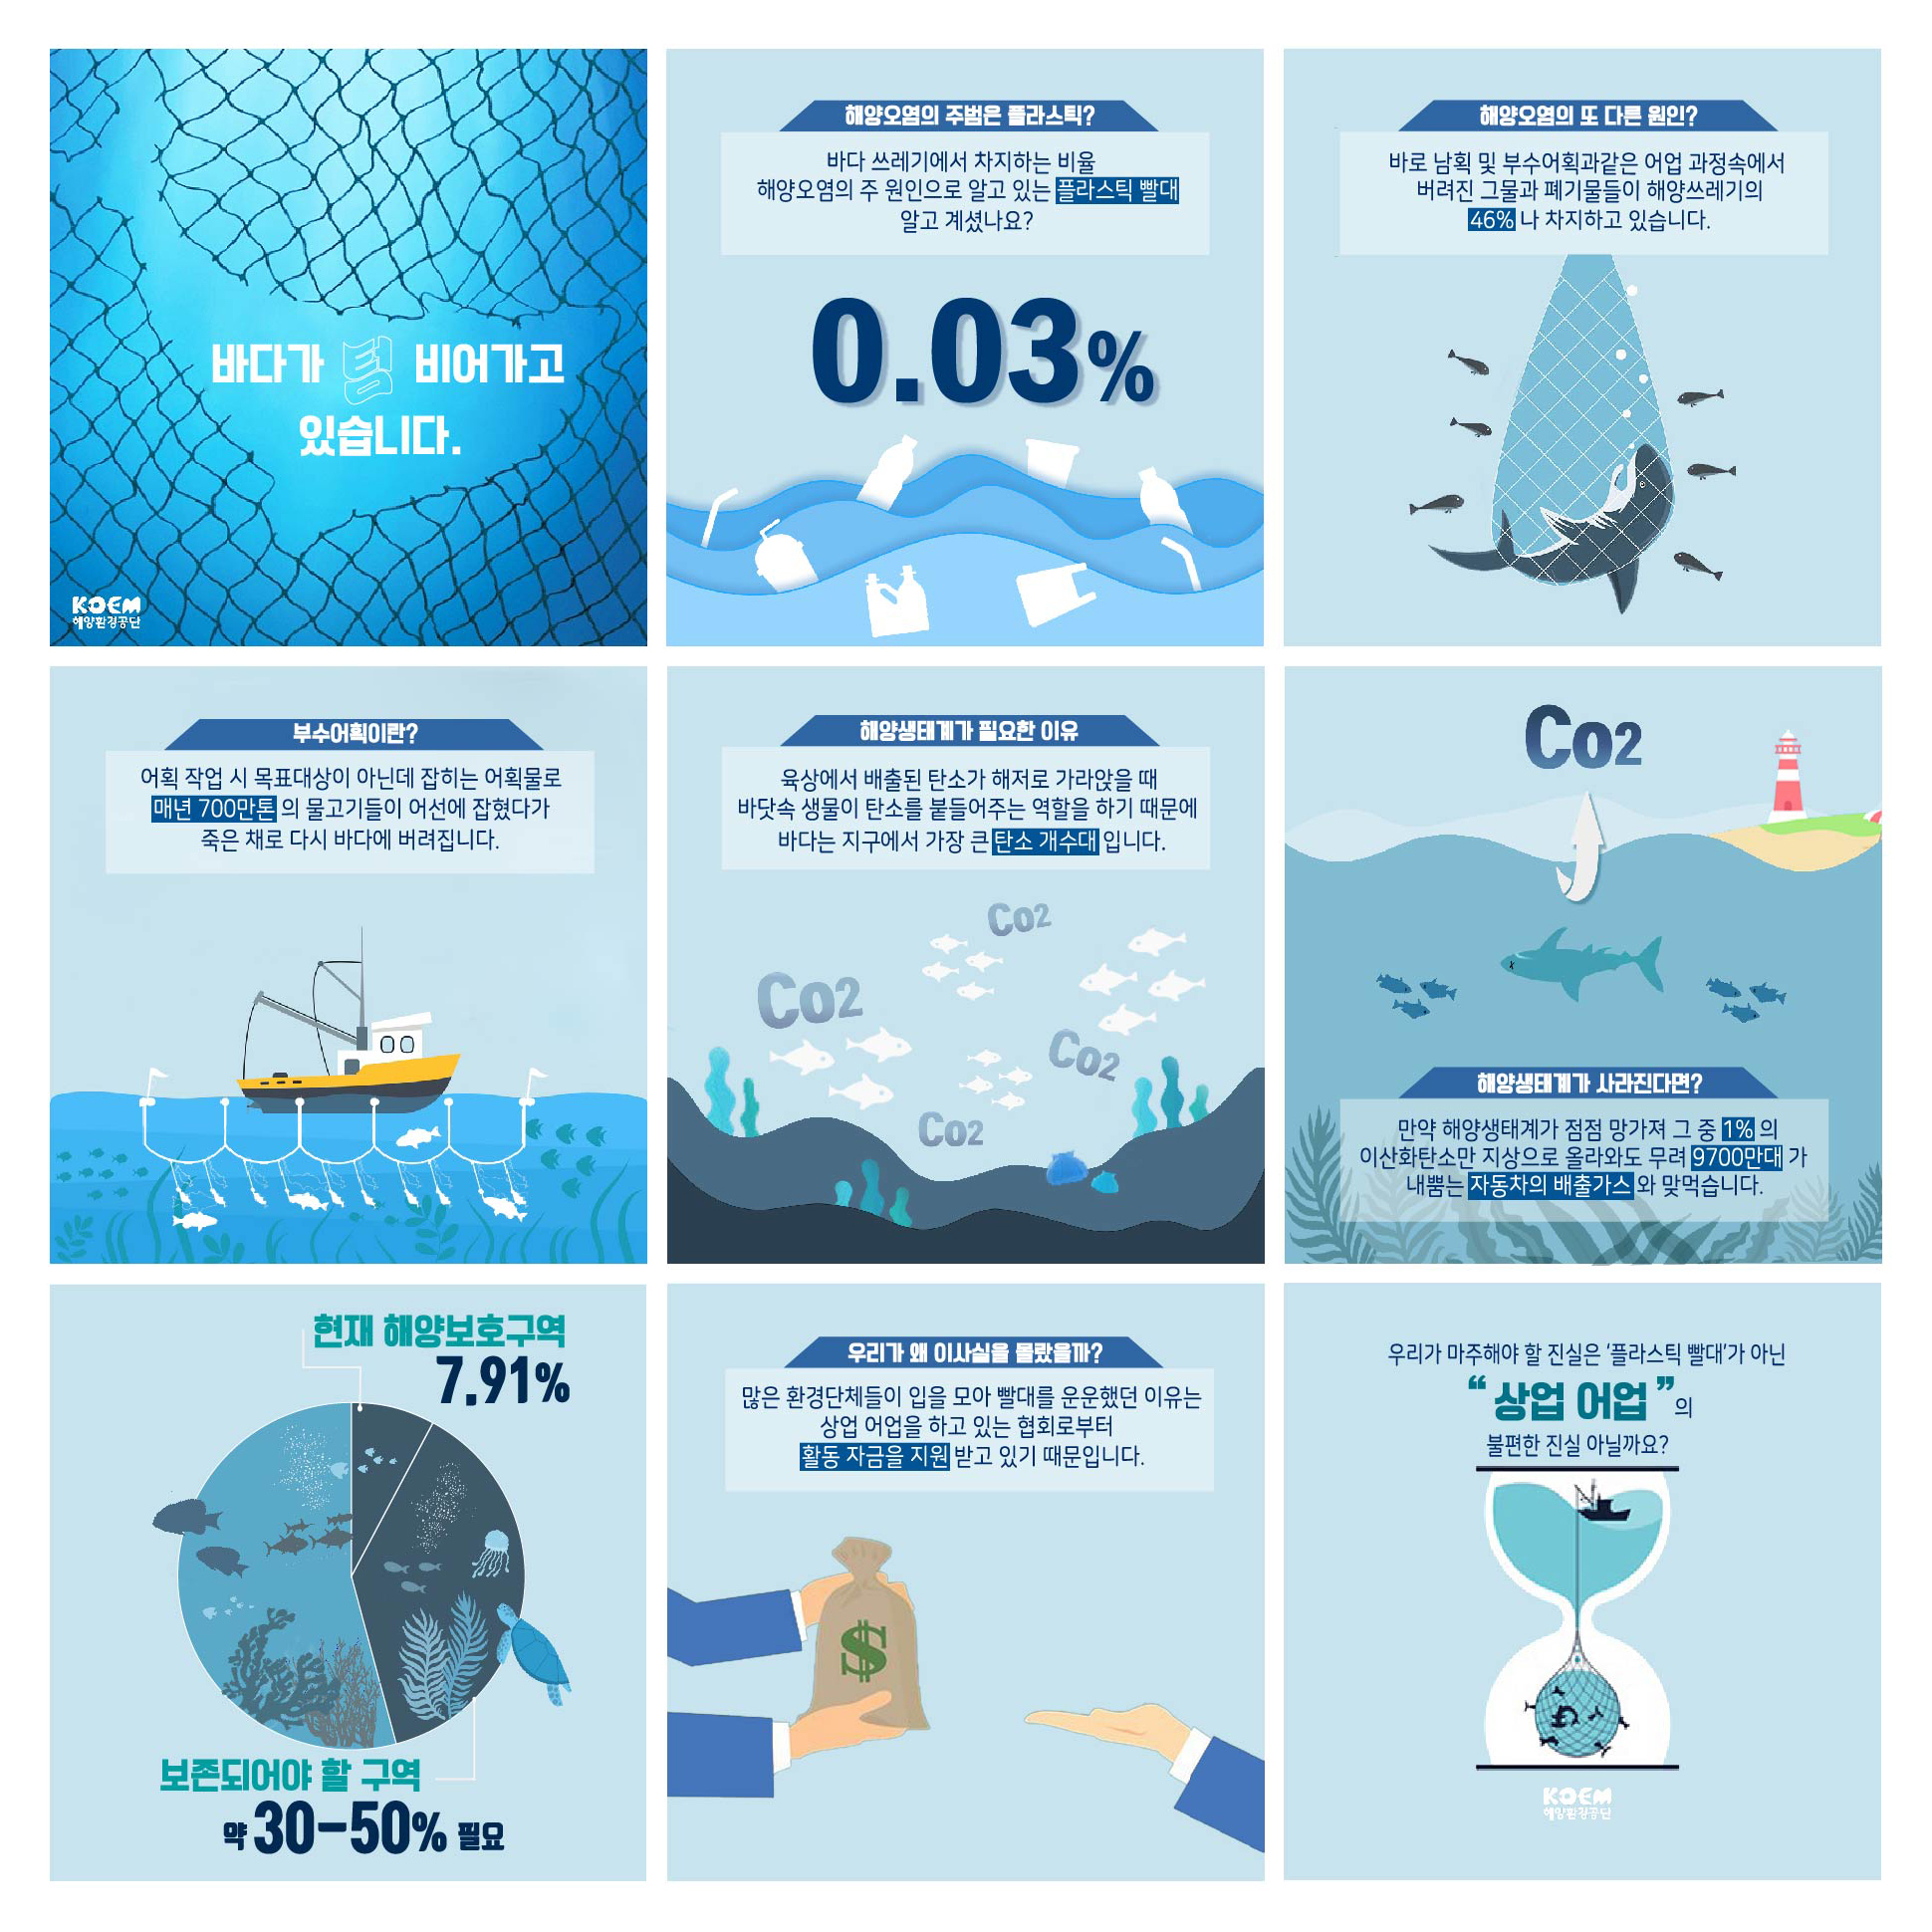 바다가 텅 비어가고
있습니다.
KOEM
해양환경공단
해양오염의 주범은 플라스틱?
바다 쓰레기에서 차지하는 비율
해양오염의 주 원인으로 알고 있는 플라스틱 빨대
알고 계셨나요?
0.03%
해양오염의 또 다른 원인?
바로 남획 및 부수어획과같은 어업 과정속에서
버려진 그물과 폐기물들이 해양쓰레기의
46% 나 차지하고 있습니다.
부수어획이란?
어획 작업 시 목표대상이 아닌데 잡히는 어획물로
매년 700만톤 의 물고기들이 어선에 잡혔다가
죽은 채로 다시 바다에 버려집니다.
해양생태계가 필요한 이유
육상에서 배출된 탄소가 해저로 가라앉을 때
바닷속 생물이 탄소를 붙들어주는 역할을 하기 때문에
바다는 지구에서 가장 큰 탄소 개수대 입니다.
Co2
Co2
Co2
Co2
Co2
해양생태계가 사라진다면?
만약 해양생태계가 점점 망가져 그 중 1% 의
이산화탄소만 지상으로 올라와도 무려 9700만대 가
내뿜는 자동차의 배출가스 와 맞먹습니다.
현재 해양보호구역
7.91%
보존되어야 할 구역
약 30-50% 필요
우리가 왜 이사실을 몰랐을까?
많은 환경단체들이 입을 모아 빨대를 운운했던 이유는
상업 어업을 하고 있는 협회로부터
활동 자금을 지원 받고 있기 때문입니다.
$
우리가 마주해야 할 진실은 '플라스틱 빨대'가 아닌
“ 상업 어업 ” 의
불편한 진실 아닐까요?
KOEM
해양환경공단